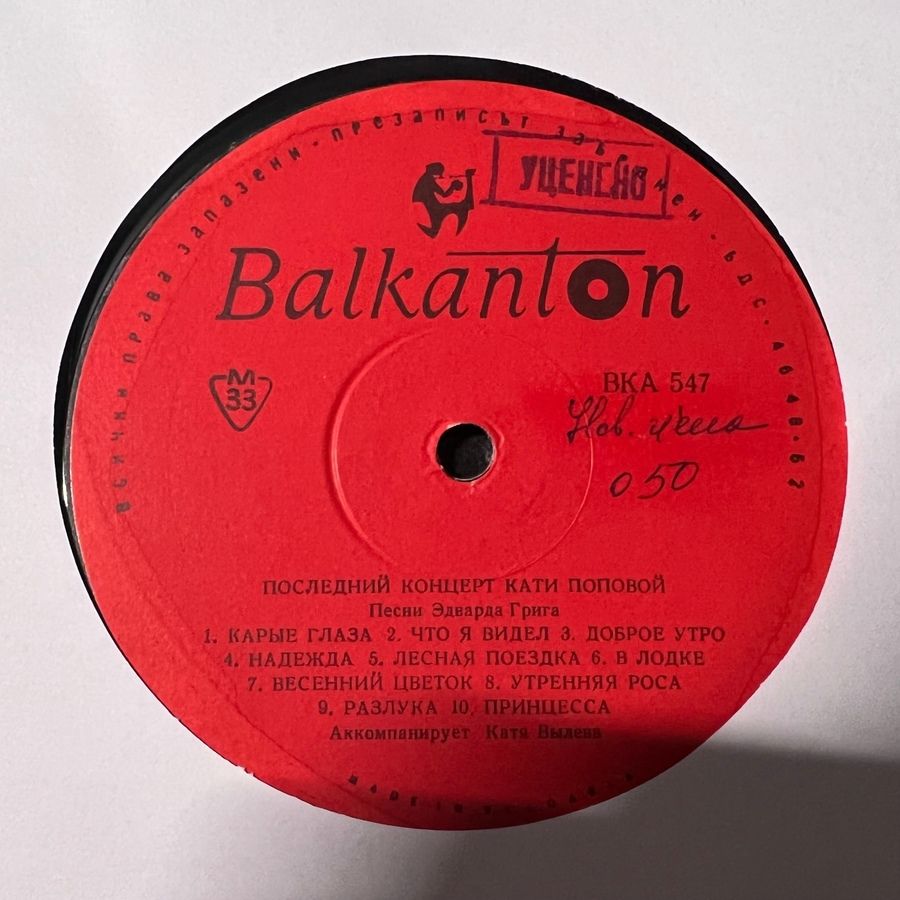 ВСИЧКИ ПРАВА ЗАПАЗЕНИ · ПРЕЗАПИСЪТ
· БДС ·
УЦЕНЕНО
Balkanton
М
33
ВКА 547
Нов. цена
0 50
ПОСЛЕДНИЙ КОНЦЕРТ КАТИ ПОПОВОЙ
Песни Эдварда Грига
1. КАРЫЕ ГЛАЗА 2. ЧТО Я ВИДЕЛ 3. ДОБРОЕ УТРО
4. НАДЕЖДА 5. ЛЕСНАЯ ПОЕЗДКА 6. В ЛОДКЕ
7. ВЕСЕННИЙ ЦВЕТОК 8. УТРЕННЯЯ РОСА
9. РАЗЛУКА 10. ПРИНЦЕССА
Аккомпанирует Катя Вылева
MADE IN